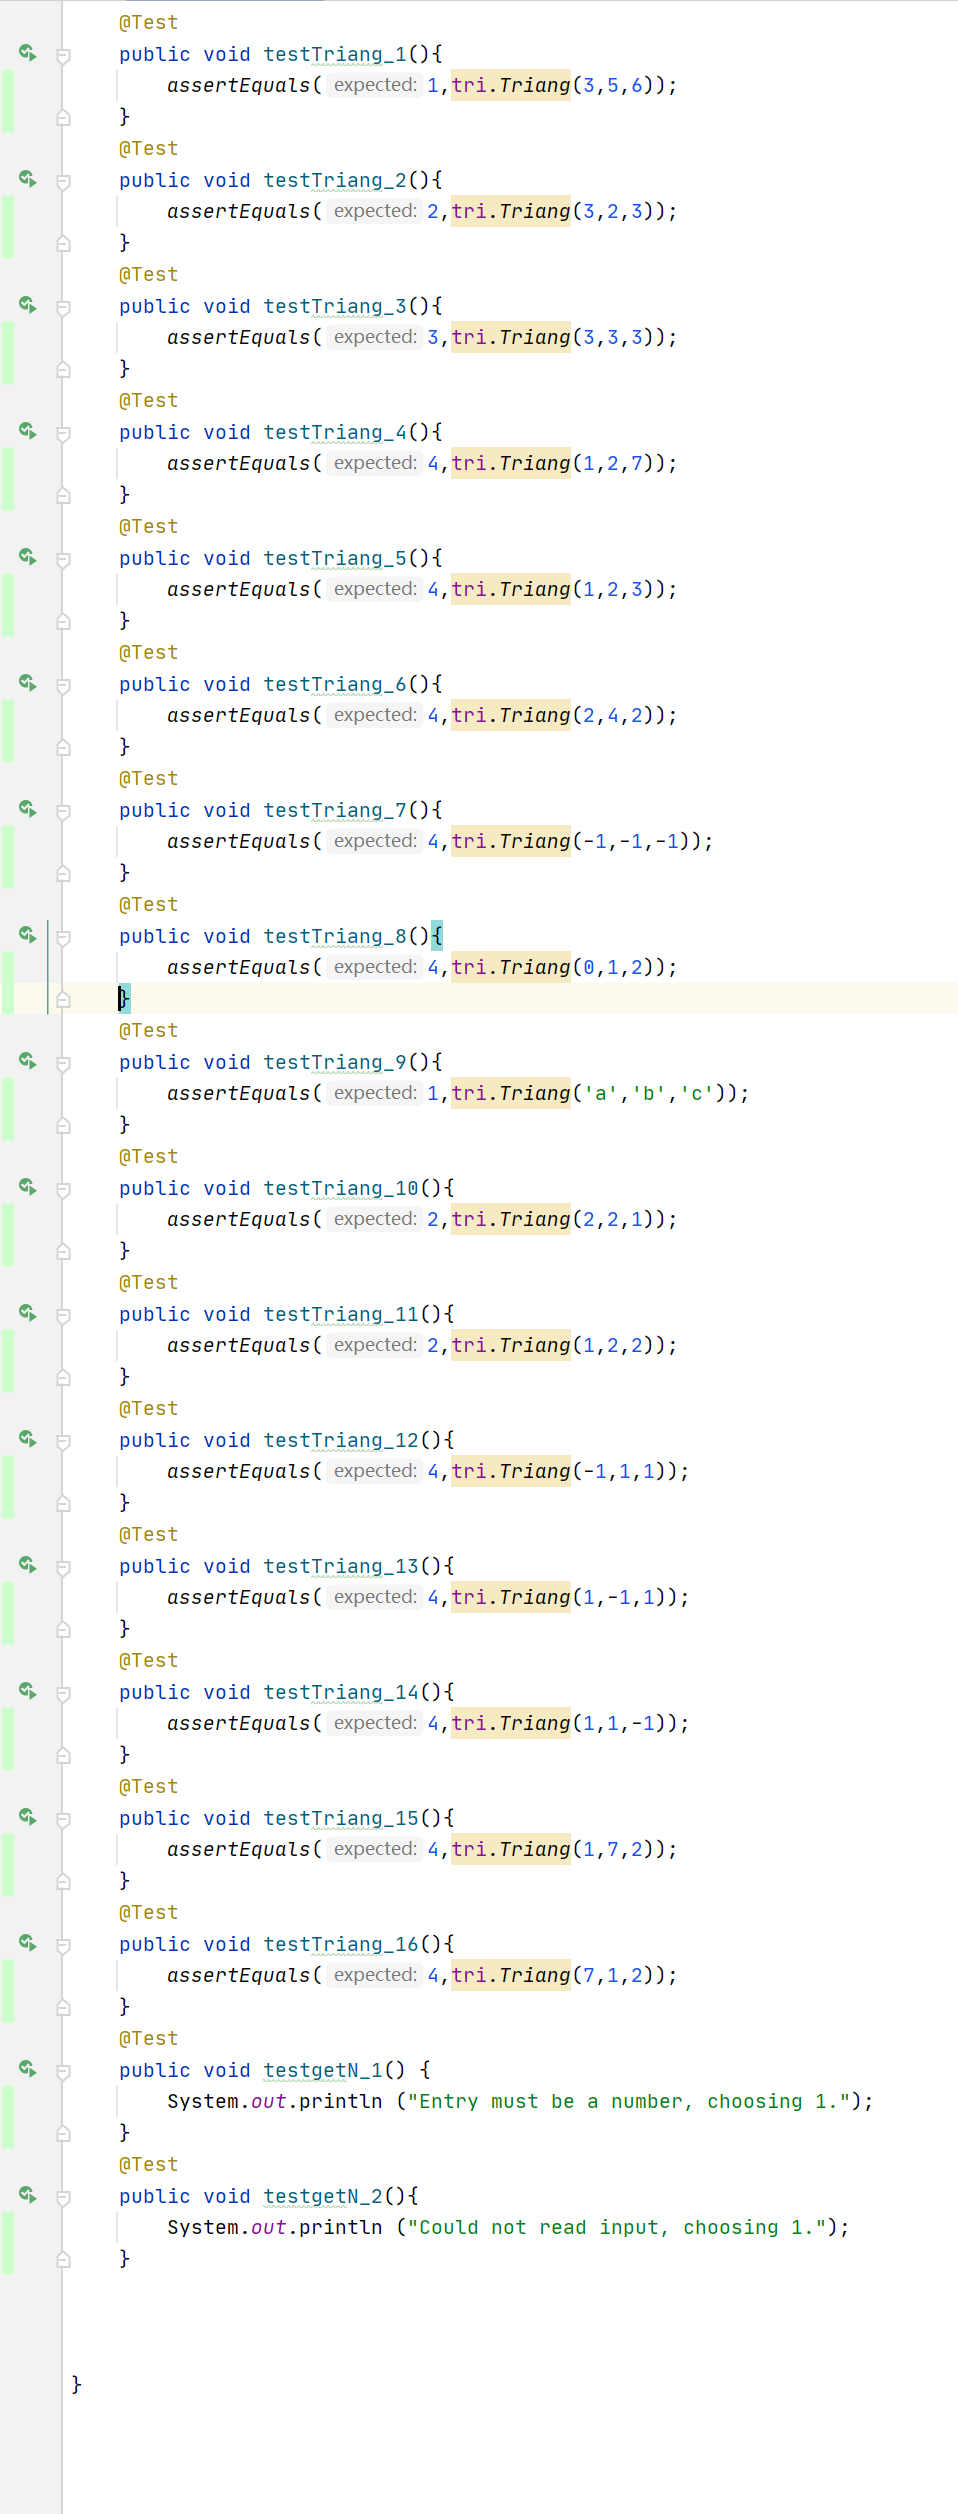 @Test
public void testTriang_1(){
assertEquals( expected: 1,tri.Triang(3,5,6));
}
@Test
public void testTriang_2(){
assertEquals( expected: 2,tri.Triang(3,2,3));
}
@Test
public void testTriang_3(){
assertEquals( expected: 3,tri.Triang(3,3,3));
}
@Test
public void testTriang_4(){
assertEquals( expected: 4,tri.Triang(1,2,7));
}
@Test
public void testTriang_5(){
assertEquals( expected: 4,tri.Triang(1,2,3));
}
@Test
public void testTriang_6(){
assertEquals( expected: 4,tri.Triang(2,4,2));
}
@Test
public void testTriang_7(){
assertEquals( expected: 4,tri.Triang(-1,-1,-1));
}
@Test
public void testTriang_8(){
assertEquals( expected: 4,tri.Triang(0,1,2));
}
@Test
public void testTriang_9(){
assertEquals( expected: 1,tri.Triang('a','b','c'));
}
@Test
public void testTriang_10(){
assertEquals( expected: 2,tri.Triang(2,2,1));
}
@Test
public void testTriang_11(){
assertEquals( expected: 2,tri.Triang(1,2,2));
}
@Test
public void testTriang_12(){
assertEquals( expected: 4,tri.Triang(-1,1,1));
}
@Test
public void testTriang_13(){
assertEquals( expected: 4,tri.Triang(1,-1,1));
}
@Test
public void testTriang_14(){
assertEquals( expected: 4,tri.Triang(1,1,-1));
}
@Test
public void testTriang_15(){
assertEquals( expected: 4,tri.Triang(1,7,2));
}
@Test
public void testTriang_16(){
assertEquals( expected: 4,tri.Triang(7,1,2));
}
@Test
public void testgetN_1() {
System.out.println ("Entry must be a number, choosing 1.");
}
@Test
public void testgetN_2(){
System.out.println ("Could not read input, choosing 1.");
}
}